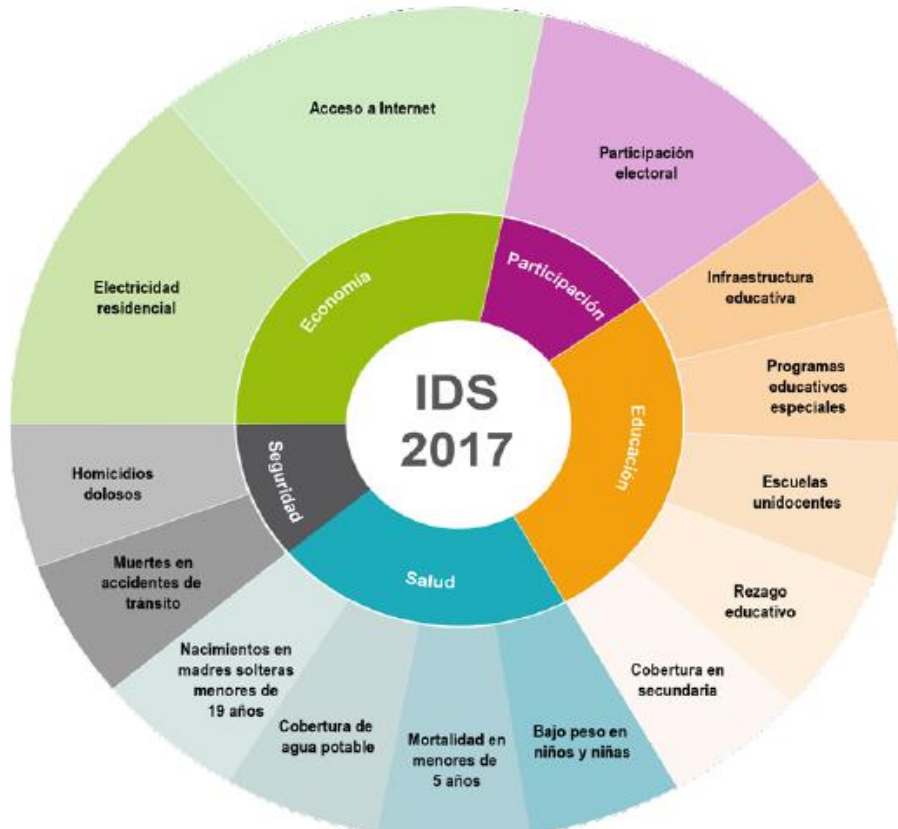 Acceso a Internet
Participación
electoral
Electricidad
residencial
Economía
Participación
Infraestructura
educativa
Programas
educativos
especiales
IDS
2017
Educación
Escuelas
unidocentes
Seguridad
Homicidios
dolosos
Muertes en
accidentes de
tránsito
Salud
Rezago
educativo
Nacimientos en
madres solteras
menores de
19 años
Cobertura de
agua potable
Mortalidad en
menores de
5 años
Bajo peso en
niños y niñas
Cobertura en
secundaria